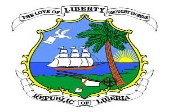 THE LOVE OF LIBERTY BROUGHT US HERE
REPUBLIC OF LIBERIA